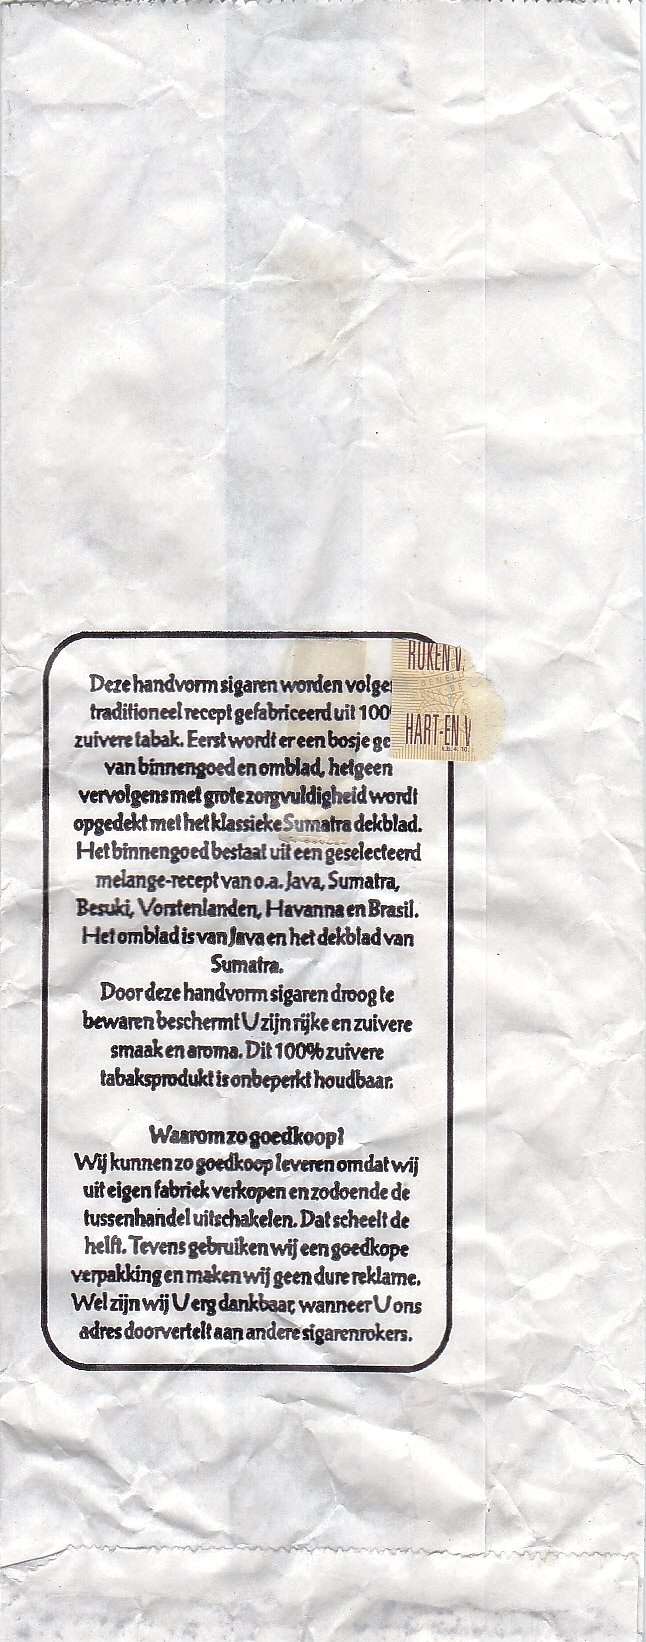 Deze handvorm sigaren worden volge
traditioneel recept gefabriceerd uit 100
zuivere tabak. Eerst wordt er een bosje ge
van binnengoed en omblad, hetgeen
vervolgens met grote zorgvuldigheid wordt
opgedekt met het klassieke Sumatra dekblad.
Het binnengoed bestaat uit een geselecteerd
melange-recept van o.a. Java, Sumatra,
Besuki, Vorstenlanden, Havanna en Brasil.
Het omblad is van Java en het dekblad van
Sumatra.
Door deze handvorm sigaren droog te
bewaren beschermt U zijn rijke en zuivere
smaak en aroma. Dit 100% zuivere
tabaksprodukt is onbeperkt houdbaar.
Waarom zo goedkoop?
Wij kunnen zo goedkoop leveren omdat wij
uit eigen fabriek verkopen en zodoende de
tussenhandel uitschakelen. Dat scheelt de
helft. Tevens gebruiken wij een goedkope
verpakking en maken wij geen dure reklame.
Wel zijn wij U erg dankbaar, wanneer U ons
adres doorvertelt aan andere sigarenrokers.
ROKEN V.
HART-EN V